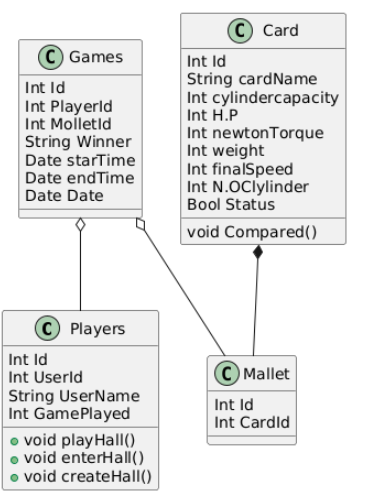 C Games
Int Id
Int PlayerId
Int MolletId
String Winner
Date starTime
Date endTime
Date Date
C Card
Int Id
String cardName
Int cylindercapacity
Int H.P
Int newtonTorque
Int weight
Int finalSpeed
Int N.OClylinder
Bool Status
void Compared()
C Players
Int Id
Int UserId
String UserName
Int GamePlayed
void playHall()
void enterHall()
void createHall()
C Mallet
Int Id
Int CardId